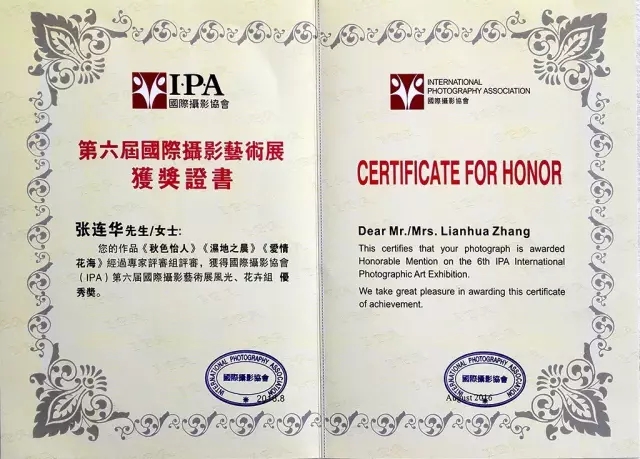 I·PA
國際攝影協會
第六届國際攝影藝術展
獲獎證書
张连华先生/女士:
您的作品《秋色怡人》《濕地之晨》《愛情
花海》經過專家評審組評審，獲得國際攝影協會
（IPA）第六届國際攝影藝術展風光、花卉組 優
秀獎。
INTERNATIONAL PHOTOGRAPHY ASSOCIATION
國際攝影協會
2016.8
INTERNATIONAL
PHOTOGRAPHY ASSOCIATION
國際攝影協會
CERTIFICATE FOR HONOR
Dear Mr./Mrs. Lianhua Zhang
This certifies that your photograph is awarded
Honorable Mention on the 6th IPA International
Photographic Art Exhibition.
We take great pleasure in awarding this certificate
of achievement.
INTERNATIONAL PHOTOGRAPHY ASSOCIATION
國際攝影協會
August 2016